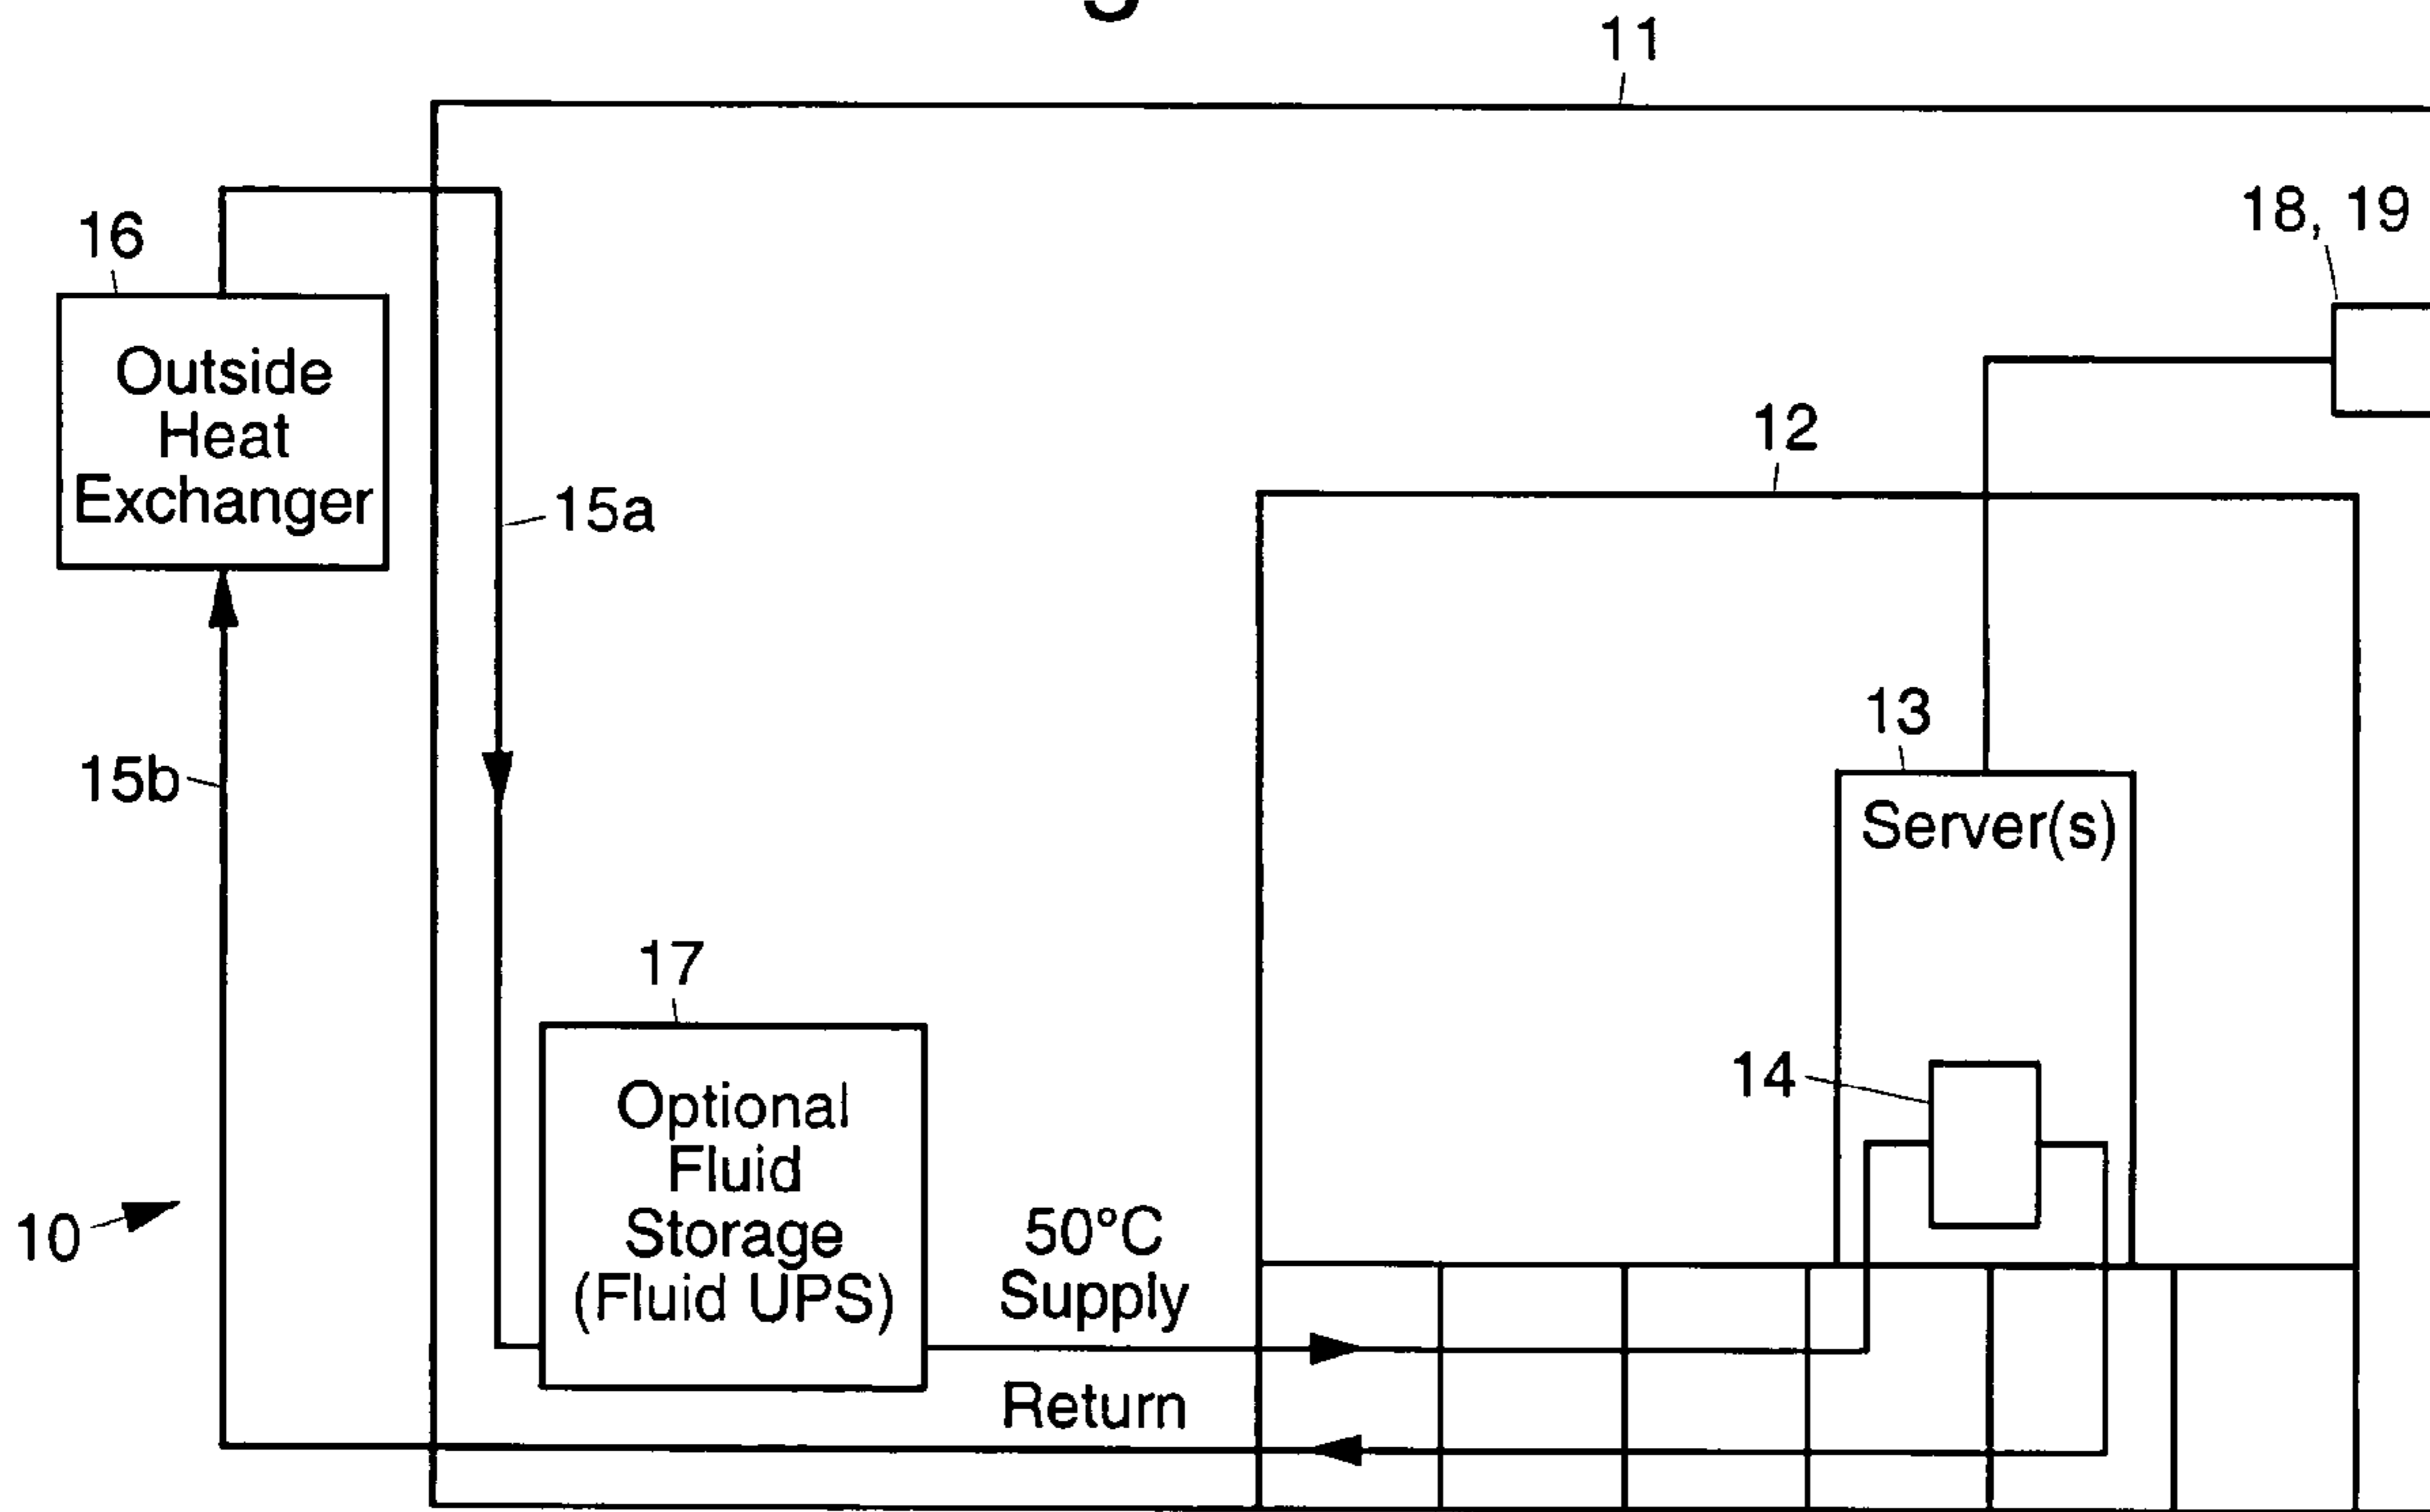 11
18, 19
16
Outside
Heat
Exchanger
12
15a
13
15b
Server(s)
17
14
Optional
Fluid
Storage
(Fluid UPS)
50°C
Supply
10
Return